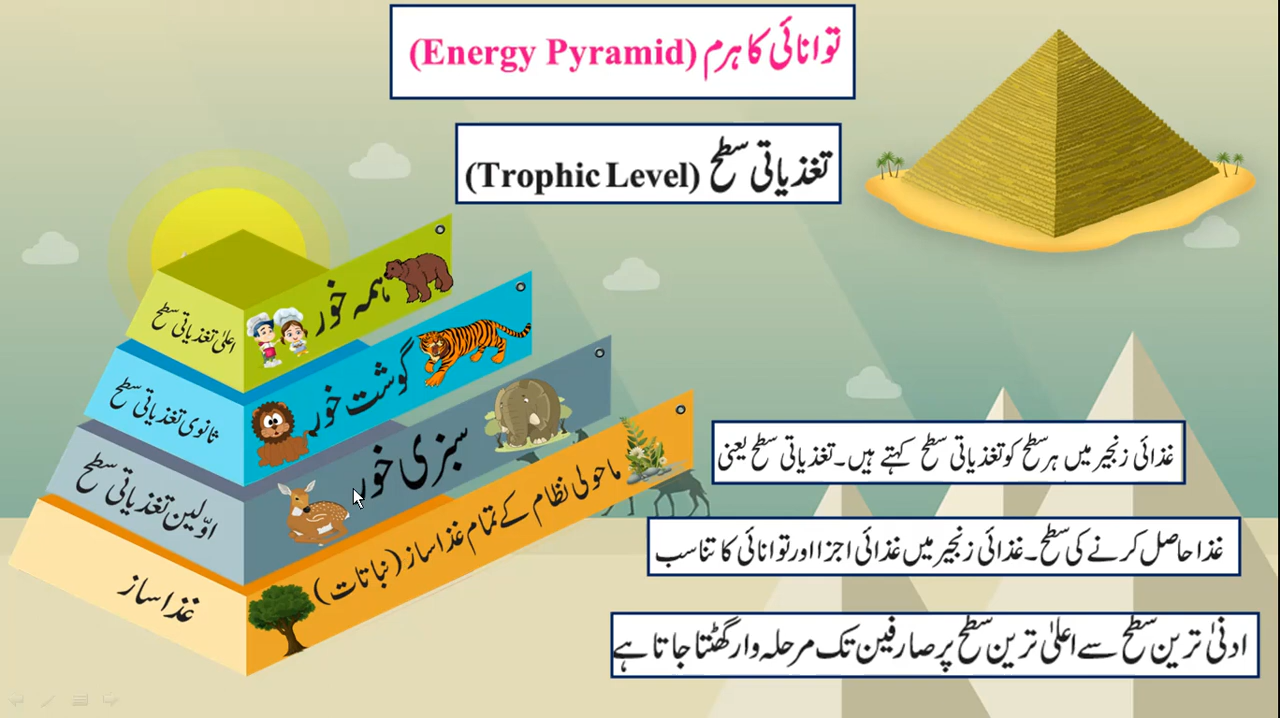 توانائی کا ہرم (Energy Pyramid)
تغذیاتی سطح (Trophic Level)
ہمہ خور
اعلیٰ تغذیاتی سطح
گوشت خور
ثانوی تغذیاتی سطح
سبزی خور
اوّلین تغذیاتی سطح
ماحولی نظام کے تمام غذاساز (نباتات)
غذا ساز
غذائی زنجیر میں ہر سطح کو تغذیاتی سطح کہتے ہیں۔ تغذیاتی سطح یعنی
غذا حاصل کرنے کی سطح۔ غذائی زنجیر میں غذائی اجزا اور توانائی کا تناسب
ادنیٰ ترین سطح سے اعلیٰ ترین سطح پر صارفین تک مرحلہ وار گھٹتا جاتا ہے